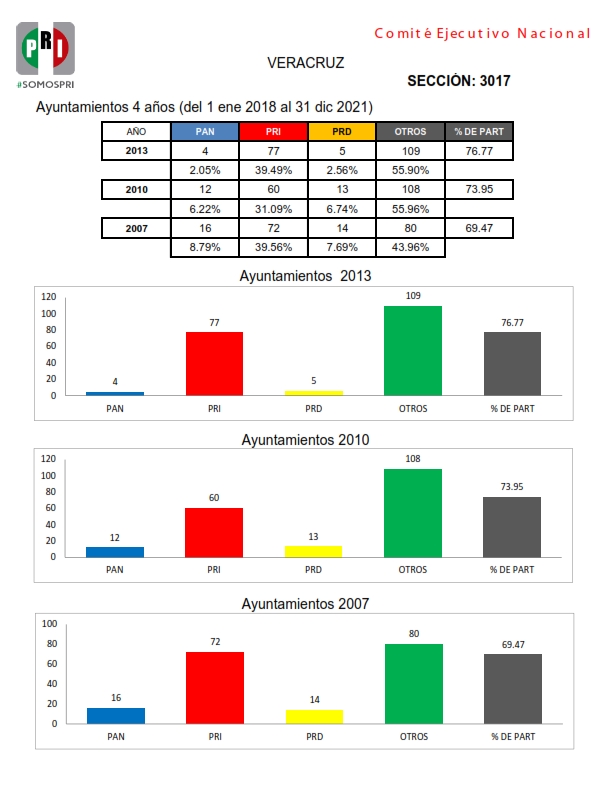 Comité Ejecutivo Nacional
PRI
#SOMOSPRI
VERACRUZ
SECCIÓN: 3017
Ayuntamientos 4 años (del 1 ene 2018 al 31 dic 2021)
AÑO PAN PRI PRD OTROS % DE PART
2013 4 77 5 109 76.77
2.05% 39.49% 2.56% 55.90%
2010 12 60 13 108 73.95
6.22% 31.09% 6.74% 55.96%
2007 16 72 14 80 69.47
8.79% 39.56% 7.69% 43.96%
Ayuntamientos 2013
120
100
80
60
40
20
0
4 77 5 109 76.77
PAN PRI PRD OTROS % DE PART
Ayuntamientos 2010
120
100
80
60
40
20
0
12 60 13 108 73.95
PAN PRI PRD OTROS % DE PART
Ayuntamientos 2007
100
80
60
40
20
0
16 72 14 80 69.47
PAN PRI PRD OTROS % DE PART